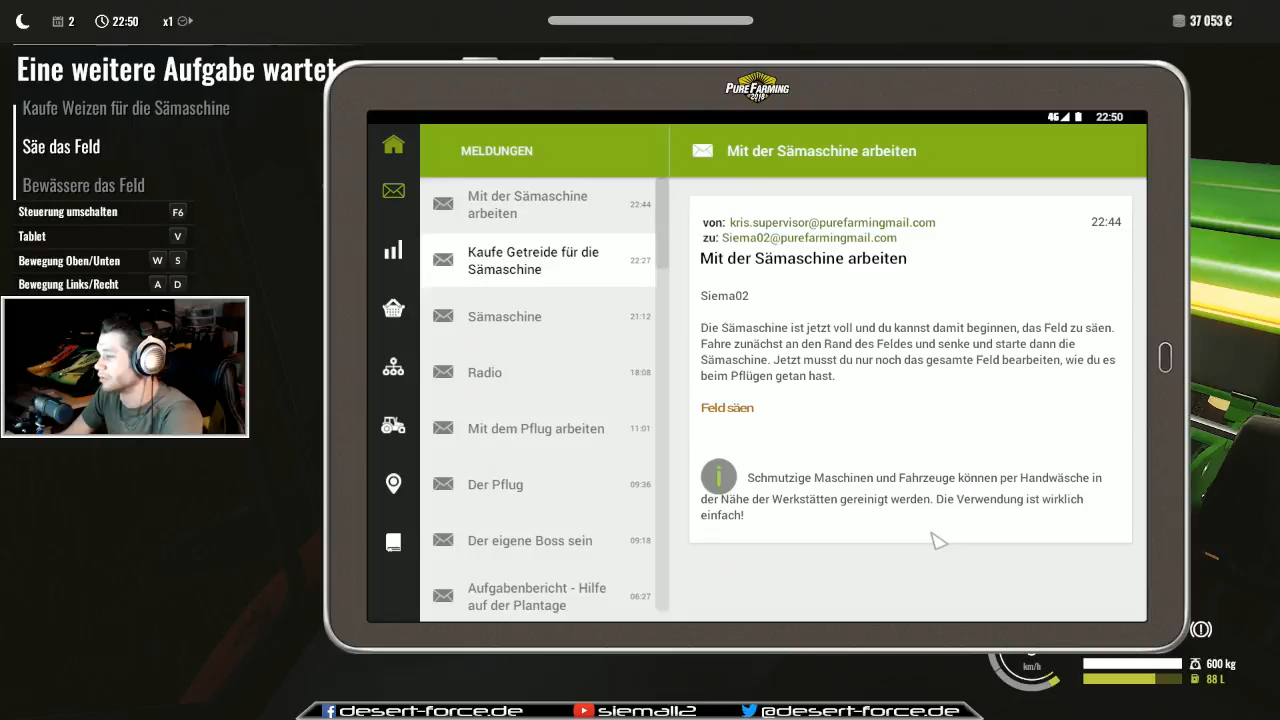 2
22:50
x1
37 053 €
Eine weitere Aufgabe wartet
Kaufe Weizen für die Sämaschine
Säe das Feld
Bewässere das Feld
Steuerung umschalten F6
Tablet V
Bewegung Oben/Unten W S
Bewegung Links/Recht A D
PURE FARMING
2018
4G 22:50
MELDUNGEN
Mit der Sämaschine
arbeiten
22:44
Kaufe Getreide für die
Sämaschine
22:27
Sämaschine 21:12
Radio 18:08
Mit dem Pflug arbeiten 11:01
Der Pflug 09:36
Der eigene Boss sein 09:18
Aufgabenbericht - Hilfe
auf der Plantage
06:27
Mit der Sämaschine arbeiten
von: kris.supervisor@purefarmingmail.com 22:44
zu: Siema02@purefarmingmail.com
Mit der Sämaschine arbeiten
Siema02
Die Sämaschine ist jetzt voll und du kannst damit beginnen, das Feld zu säen.
Fahre zunächst an den Rand des Feldes und senke und starte dann die
Sämaschine. Jetzt musst du nur noch das gesamte Feld bearbeiten, wie du es
beim Pflügen getan hast.
Feld säen
i Schmutzige Maschinen und Fahrzeuge können per Handwäsche in
der Nähe der Werkstätten gereinigt werden. Die Verwendung ist wirklich
einfach!
km/h
600 kg
88 L
desert-force.de siemall2 @desert-force.de